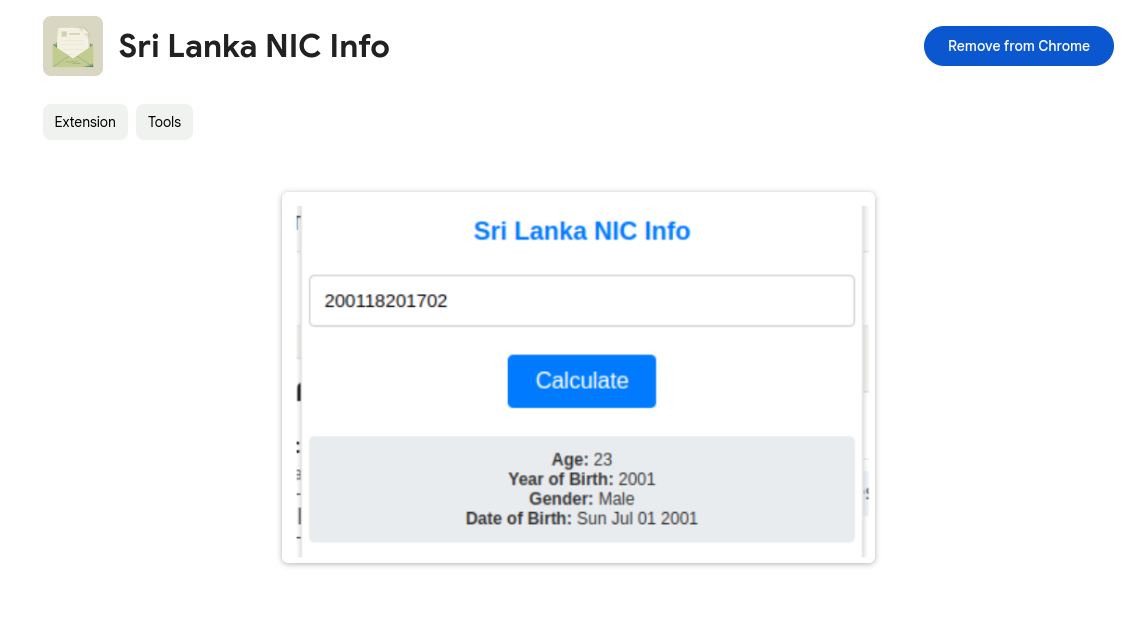 Sri Lanka NIC Info
Remove from Chrome
Extension
Tools
Sri Lanka NIC Info
200118201702
Calculate
Age: 23
Year of Birth: 2001
Gender: Male
Date of Birth: Sun Jul 01 2001